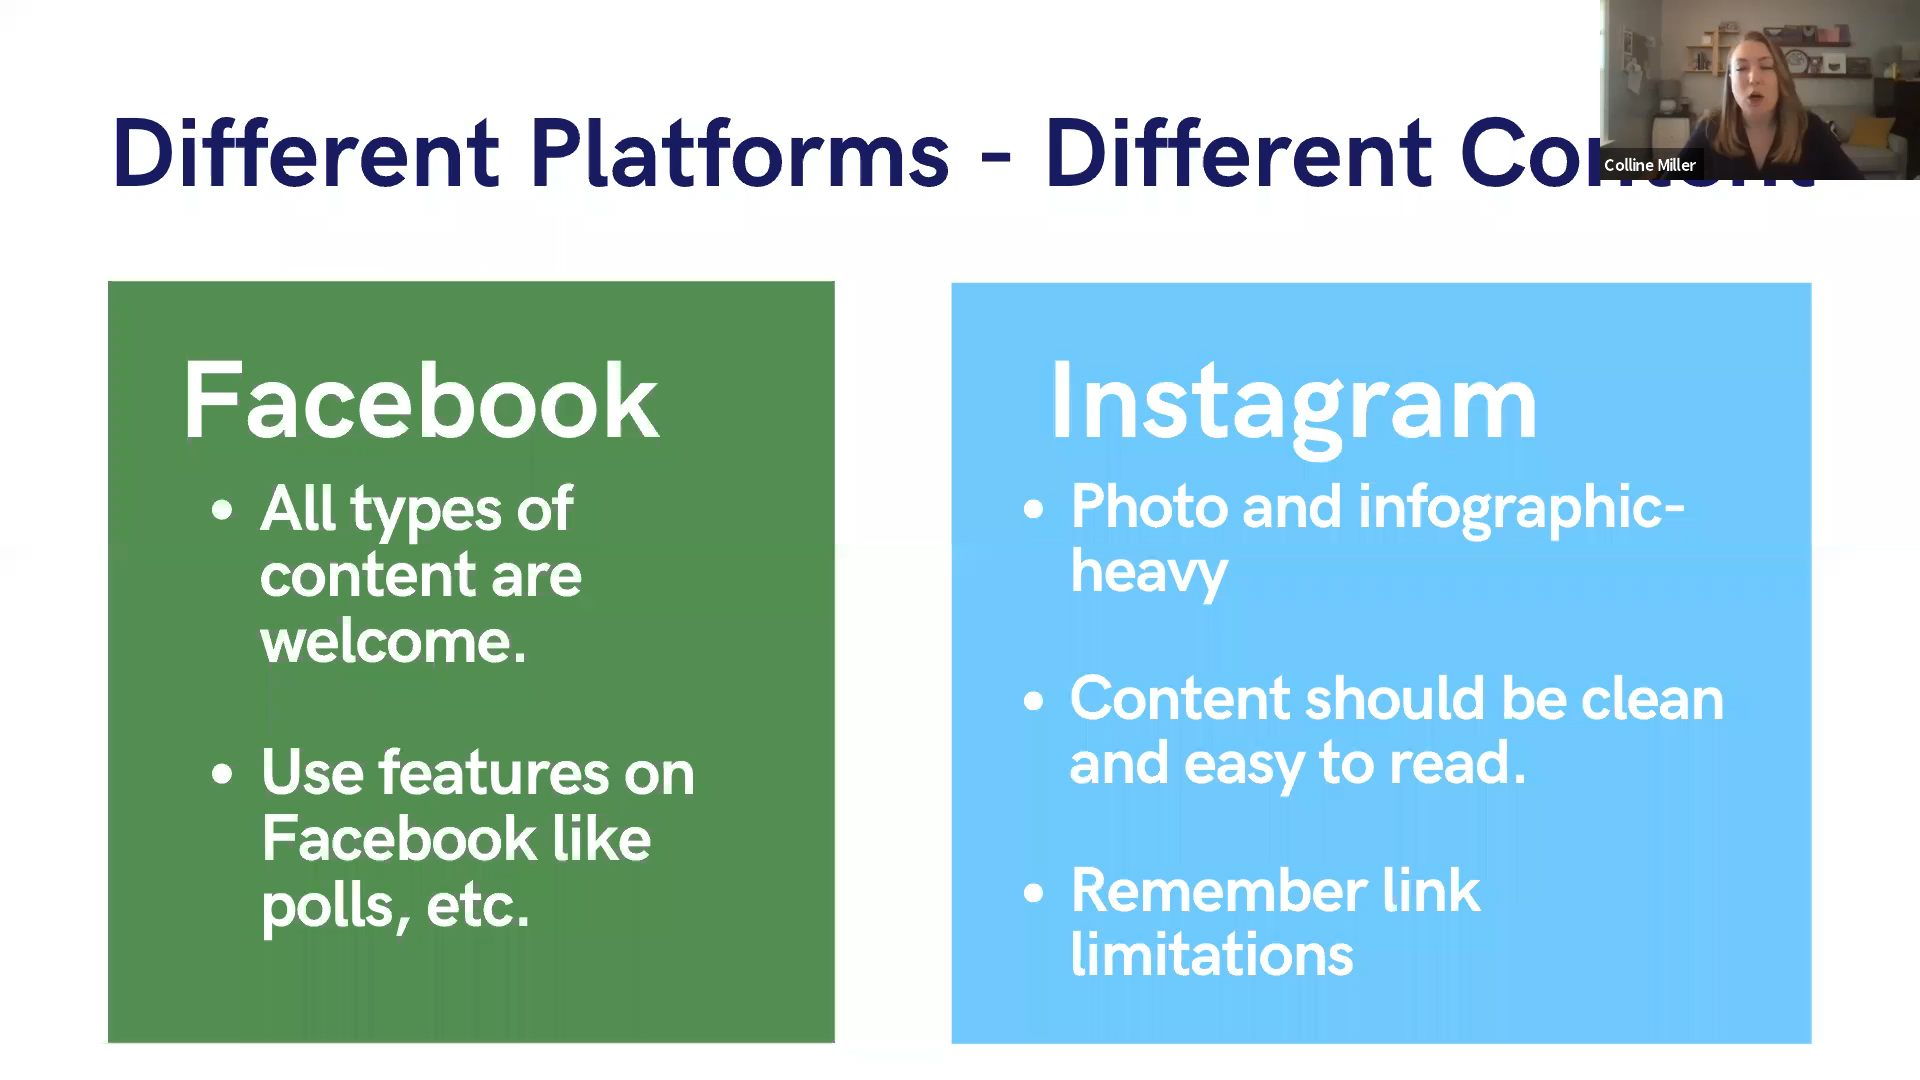 Different Platforms - Different Content
Colline Miller
Facebook
• All types of
content are
welcome.
• Use features on
Facebook like
polls, etc.
Instagram
• Photo and infographic-
heavy
• Content should be clean
and easy to read.
• Remember link
limitations